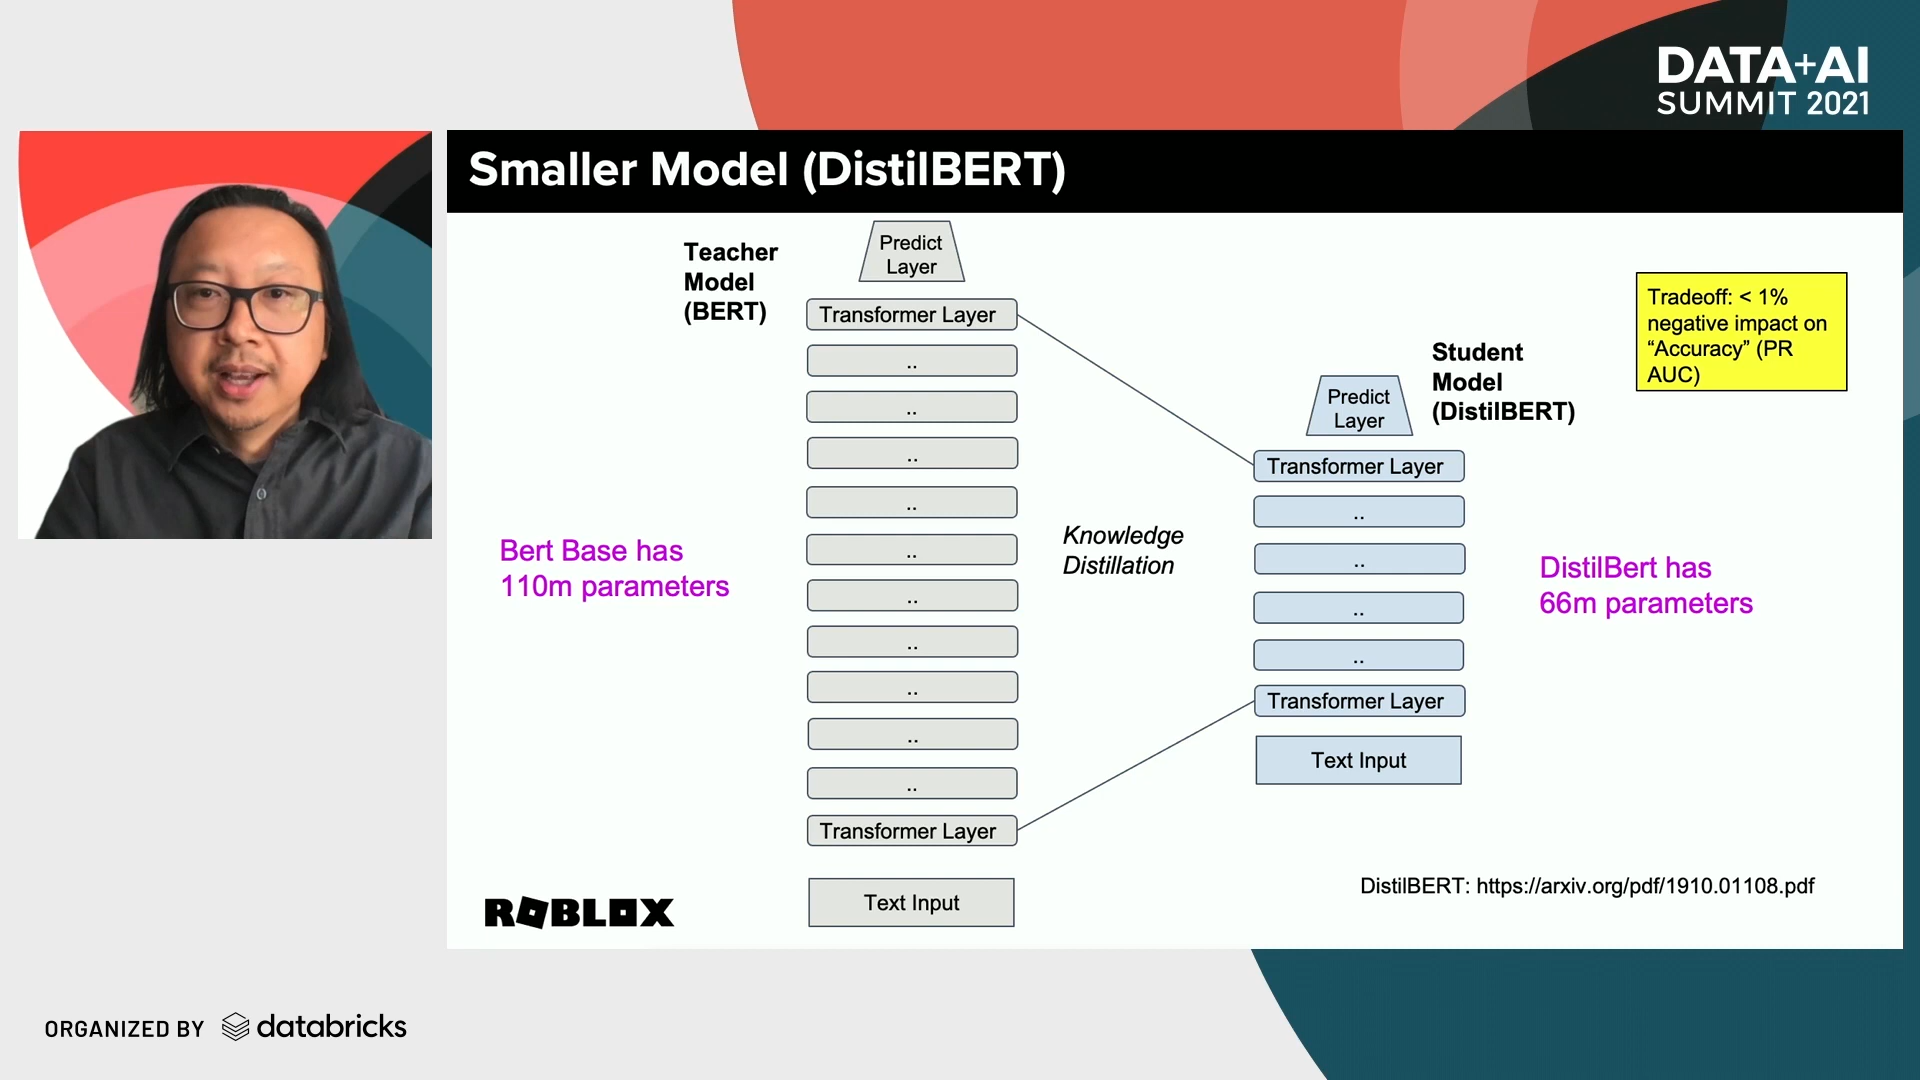 DATA+AI
SUMMIT 2021
Smaller Model (DistilBERT)
Teacher
Model
(BERT)
Predict
Layer
Transformer Layer
..
..
..
..
..
..
..
..
..
..
Transformer Layer
Text Input
Bert Base has
110m parameters
Knowledge
Distillation
Student
Model
(DistilBERT)
Predict
Layer
Transformer Layer
..
..
..
..
Transformer Layer
Text Input
Tradeoff: < 1%
negative impact on
“Accuracy” (PR
AUC)
DistilBert has
66m parameters
DistilBERT: https://arxiv.org/pdf/1910.01108.pdf
ROBLOX
ORGANIZED BY databricks